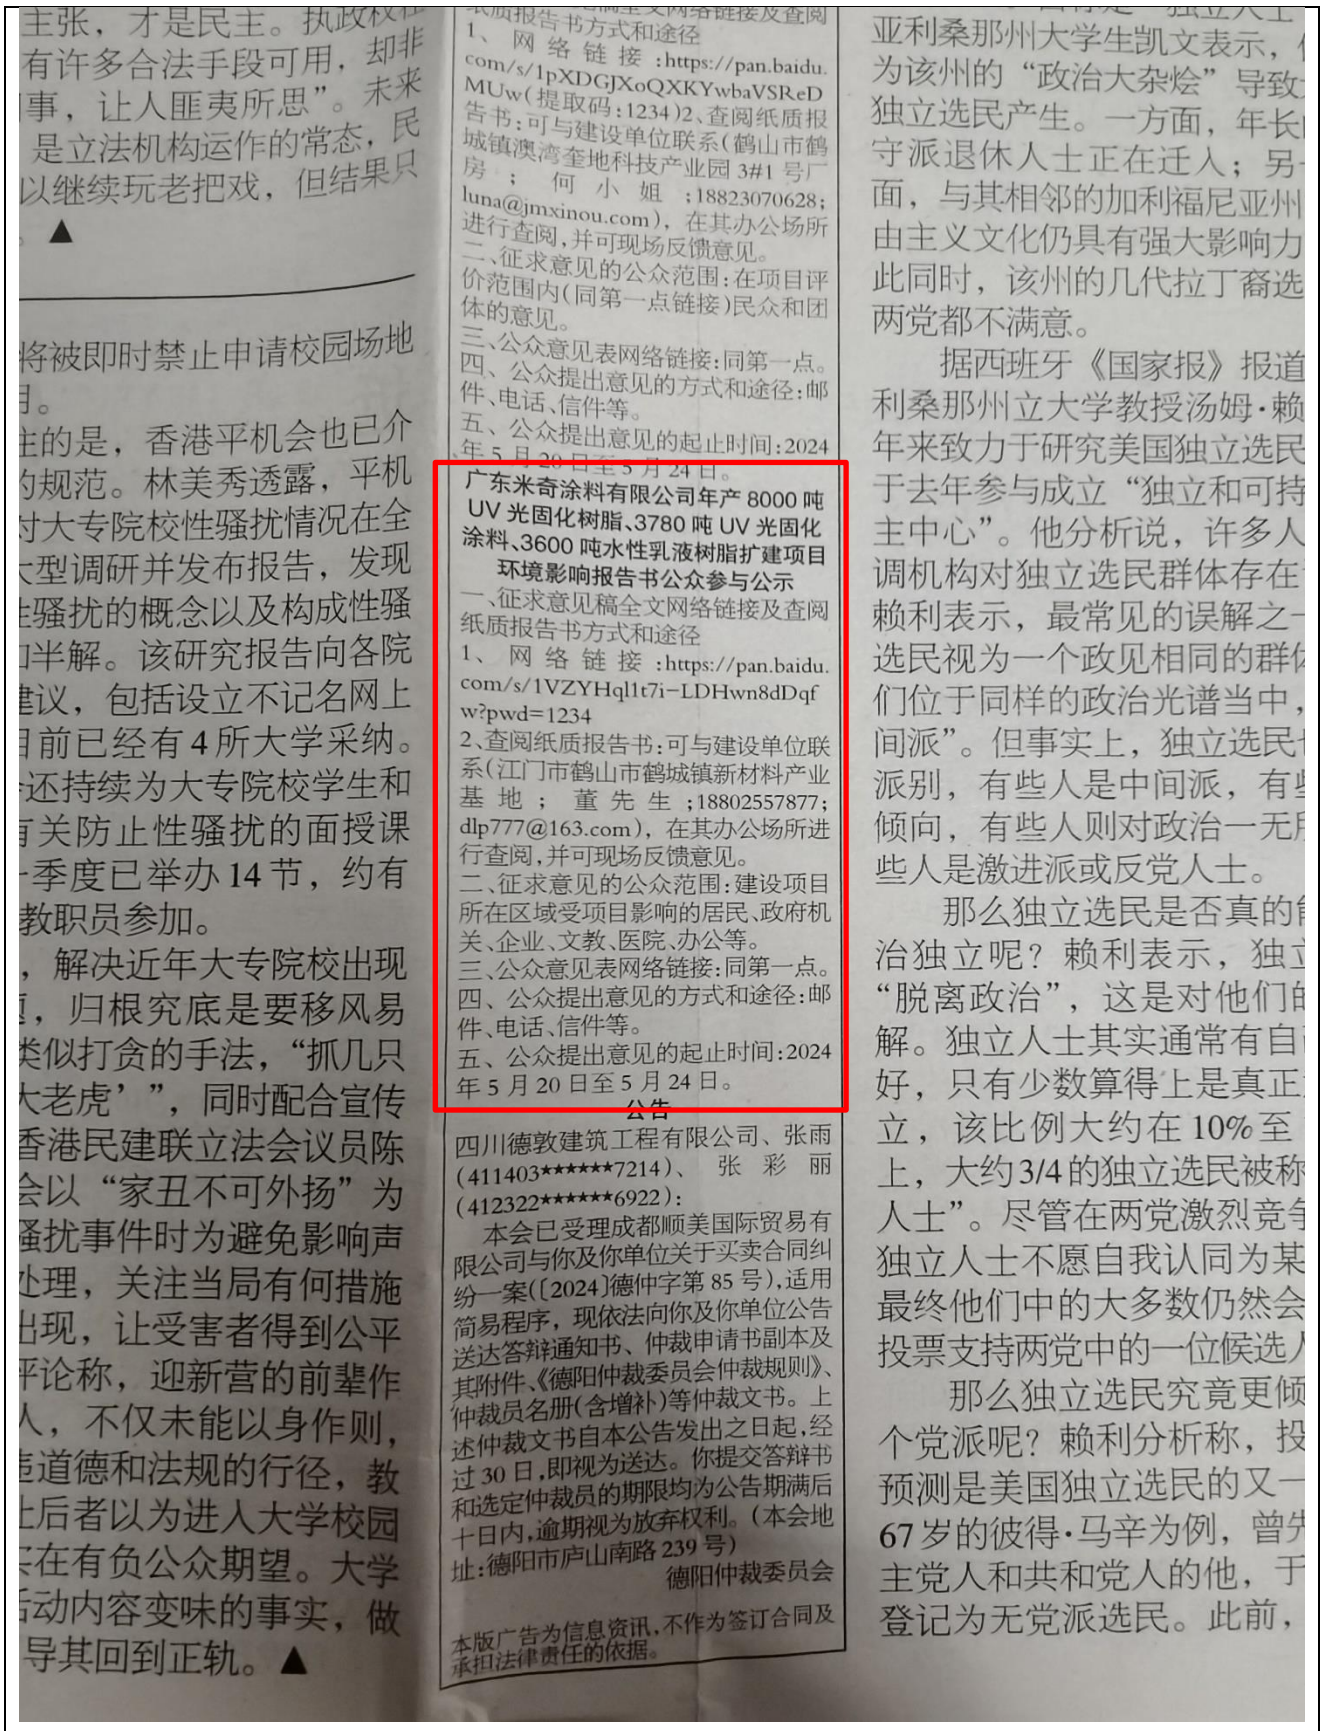 主张，才是民主。执政权在
有许多合法手段可用，却非
事，让人匪夷所思”。未来
是立法机构运作的常态，民
以继续玩老把戏，但结果只
。▲
将被即时禁止申请校园场地
用。
注的是，香港平机会也已介
的规范。林美秀透露，平机
对大专院校性骚扰情况在全
大型调研并发布报告，发现
性骚扰的概念以及构成性骚
知半解。该研究报告向各院
建议，包括设立不记名网上
目前已经有4所大学采纳。
还持续为大专院校学生和
有关防止性骚扰的面授课
一季度已举办14节，约有
教职员参加。
，解决近年大专院校出现
题，归根究底是要移风易
类似打贪的手法，“抓几只
大老虎’”，同时配合宣传
香港民建联立法会议员陈
会以“家丑不可外扬”为
骚扰事件时为避免影响声
处理，关注当局有何措施
出现，让受害者得到公平
评论称，迎新营的前辈作
人，不仅未能以身作则，
违道德和法规的行径，教
让后者以为进入大学校园
实在有负公众期望。大学
活动内容变味的事实，做
导其回到正轨。▲
纸质报告书方式和途径
1、网络链接:https://pan.baidu.
com/s/1pXDGJXoQXKYwbaVSReD
MUw(提取码:1234)2、查阅纸质报
告书:可与建设单位联系(鹤山市鹤
城镇澳湾奎地科技产业园3#1号厂
房；何小姐;18823070628;
luna@jmxinou.com)，在其办公场所
进行查阅,并可现场反馈意见。
二、征求意见的公众范围:在项目评
价范围内(同第一点链接)民众和团
体的意见。
三、公众意见表网络链接:同第一点。
四、公众提出意见的方式和途径:邮
件、电话、信件等。
五、公众提出意见的起止时间:2024
年5月20日至5月24日。
广东米奇涂料有限公司年产8000吨
UV光固化树脂、3780吨UV光固化
涂料、3600吨水性乳液树脂扩建项目
环境影响报告书公众参与公示
一、征求意见稿全文网络链接及查阅
纸质报告书方式和途径
1、网络链接:https://pan.baidu.
com/s/1VZYHql1t7i-LDHwn8dDqf
w?pwd=1234
2、查阅纸质报告书:可与建设单位联
系(江门市鹤山市鹤城镇新材料产业
基地；董先生;18802557877;
dlp777@163.com)，在其办公场所进
行查阅,并可现场反馈意见。
二、征求意见的公众范围:建设项目
所在区域受项目影响的居民、政府机
关、企业、文教、医院、办公等。
三、公众意见表网络链接:同第一点。
四、公众提出意见的方式和途径:邮
件、电话、信件等。
五、公众提出意见的起止时间:2024
年5月20日至5月24日。
公告
四川德敦建筑工程有限公司、张雨
(411403★★★★★★7214)、张彩丽
(412322★★★★★★6922):
本会已受理成都顺美国际贸易有
限公司与你及你单位关于买卖合同纠
纷一案(〔2024〕德仲字第85号),适用
简易程序，现依法向你及你单位公告
送达答辩通知书、仲裁申请书副本及
其附件、《德阳仲裁委员会仲裁规则》、
仲裁员名册(含增补)等仲裁文书。上
述仲裁文书自本公告发出之日起,经
过30日,即视为送达。你提交答辩书
和选定仲裁员的期限均为公告期满后
十日内,逾期视为放弃权利。(本会地
址:德阳市庐山南路239号)
德阳仲裁委员会
本版广告为信息资讯,不作为签订合同及
承担法律责任的依据。
亚利桑那州大学生凯文表示，
为该州的“政治大杂烩”导致
独立选民产生。一方面，年长
守派退休人士正在迁入；另
面，与其相邻的加利福尼亚州
由主义文化仍具有强大影响力
此同时，该州的几代拉丁裔选
两党都不满意。
据西班牙《国家报》报道
利桑那州立大学教授汤姆·赖
年来致力于研究美国独立选民
于去年参与成立“独立和可持
主中心”。他分析说，许多人
调机构对独立选民群体存在
赖利表示，最常见的误解之一
选民视为一个政见相同的群体
们位于同样的政治光谱当中，
间派”。但事实上，独立选民
派别，有些人是中间派，有些
倾向，有些人则对政治一无所
些人是激进派或反党人士。
那么独立选民是否真的能
治独立呢？赖利表示，独立
“脱离政治”，这是对他们的
解。独立人士其实通常有自己
好，只有少数算得上是真正
立，该比例大约在10%至
上，大约3/4的独立选民被称
人士”。尽管在两党激烈竞争
独立人士不愿自我认同为某
最终他们中的大多数仍然会
投票支持两党中的一位候选人
那么独立选民究竟更倾
个党派呢？赖利分析称，投
预测是美国独立选民的又一
67岁的彼得·马辛为例，曾先
主党人和共和党人的他，于
登记为无党派选民。此前，